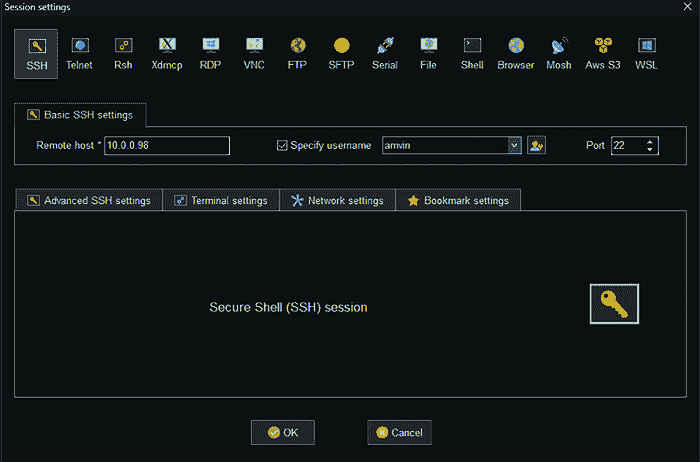 Session settings
SSH Telnet Rsh Xdmcp RDP VNC FTP SFTP Serial File Shell Browser Mosh Aws S3 WSL
Basic SSH settings
Remote host * 10.0.0.98 Specify username amvin Port 22
Advanced SSH settings Terminal settings Network settings Bookmark settings
Secure Shell (SSH) session
OK Cancel